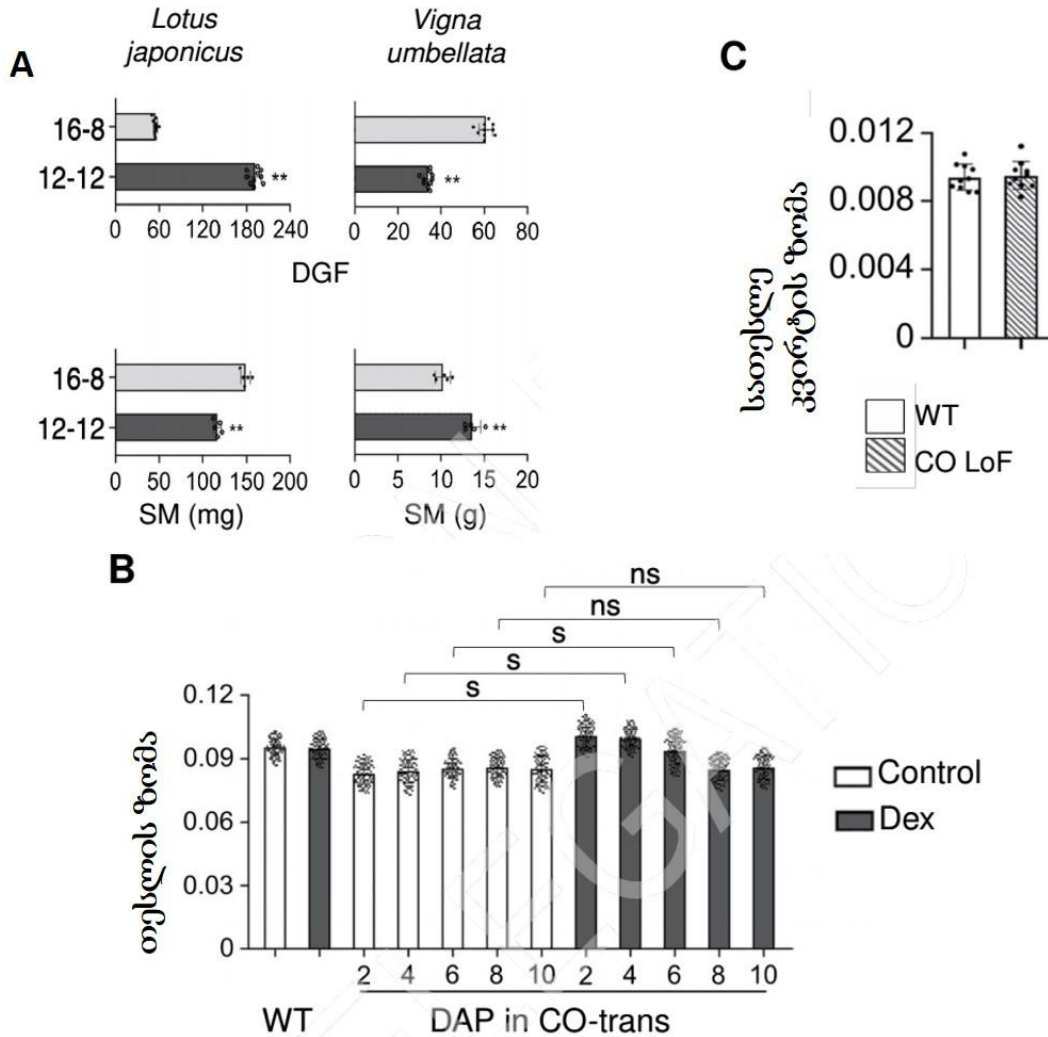 A
Lotus
japonicus
Vigna
umbellata
16-8
12-12
**
**
0 60 120 180 240
0 20 40 60 80
DGF
16-8
12-12
**
**
0 50 100 150 200
0 5 10 15 20
SM (mg)
SM (g)
C
სათესლე
კვირტის ზომა
0.012
0.008
0.004
0
WT
CO LoF
B
ns
ns
s
s
s
თესლის ზომა
0.12
0.09
0.06
0.03
0
2 4 6 8 10 2 4 6 8 10
WT
DAP in CO-trans
Control
Dex